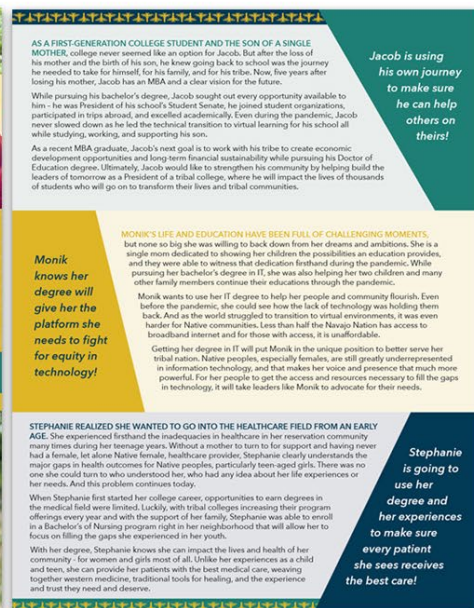 AS A FIRST-GENERATION COLLEGE STUDENT AND THE SON OF A SINGLE
MOTHER, college never seemed like an option for Jacob. But after the loss of
his mother and the birth of his son, he knew going back to school was the journey
he needed to take for himself, for his family, and for his tribe. Now, five years after
losing his mother, Jacob has an MBA and a clear vision for the future.
While pursuing his bachelor's degree, Jacob sought out every opportunity available to
him – he was President of his school's Student Senate, he joined student organizations,
participated in trips abroad, and excelled academically. Even during the pandemic, Jacob
never slowed down as he led the technical transition to virtual learning for his school all
while studying, working, and supporting his son.
As a recent MBA graduate, Jacob's next goal is to work with his tribe to create economic
development opportunities and long-term financial sustainability while pursuing his Doctor of
Education degree. Ultimately, Jacob would like to strengthen his community by helping build the
leaders of tomorrow as a President of a tribal college, where he will impact the lives of thousands
of students who will go on to transform their lives and tribal communities.
Jacob is using
his own journey
to make sure
he can help
others on
theirs!
Monik
knows her
degree will
give her the
platform she
needs to fight
for equity in
technology!
MONIK'S LIFE AND EDUCATION HAVE BEEN FULL OF CHALLENGING MOMENTS,
but none so big she was willing to back down from her dreams and ambitions. She is a
single mom dedicated to showing her children the possibilities an education provides,
and they were able to witness that dedication firsthand during the pandemic. While
pursuing her bachelor's degree in IT, she was also helping her two children and many
other family members continue their educations through the pandemic.
Monik wants to use her IT degree to help her people and community flourish. Even
before the pandemic, she could see how the lack of technology was holding them
back. And as the world struggled to transition to virtual environments, it was even
harder for Native communities. Less than half the Navajo Nation has access to
broadband internet and for those with access, it is unaffordable.
Getting her degree in IT will put Monik in the unique position to better serve her
tribal nation. Native peoples, especially females, are still greatly underrepresented
in information technology, and that makes her voice and presence that much more
powerful. For her people to get the access and resources necessary to fill the gaps
in technology, it will take leaders like Monik to advocate for their needs.
STEPHANIE REALIZED SHE WANTED TO GO INTO THE HEALTHCARE FIELD FROM AN EARLY
AGE. She experienced firsthand the inadequacies in healthcare in her reservation community
many times during her teenage years. Without a mother to turn to for support and having never
had a female, let alone Native female, healthcare provider, Stephanie clearly understands the
major gaps in health outcomes for Native peoples, particularly teen-aged girls. There was no
one she could turn to who understood her, who had any idea about her life experiences or
her needs. And this problem continues today.
When Stephanie first started her college career, opportunities to earn degrees in
the medical field were limited. Luckily, with tribal colleges increasing their program
offerings every year and with the support of her family, Stephanie was able to enroll
in a Bachelor's of Nursing program right in her neighborhood that will allow her to
focus on filling the gaps she experienced in her youth.
With her degree, Stephanie knows she can impact the lives and health of her
community - for women and girls most of all. Unlike her experiences as a child
and teen, she can provide her patients with the best medical care, weaving
together western medicine, traditional tools for healing, and the experience
and trust they need and deserve.
Stephanie
is going to
use her
degree and
her experiences
to make sure
every patient
she sees receives
the best care!